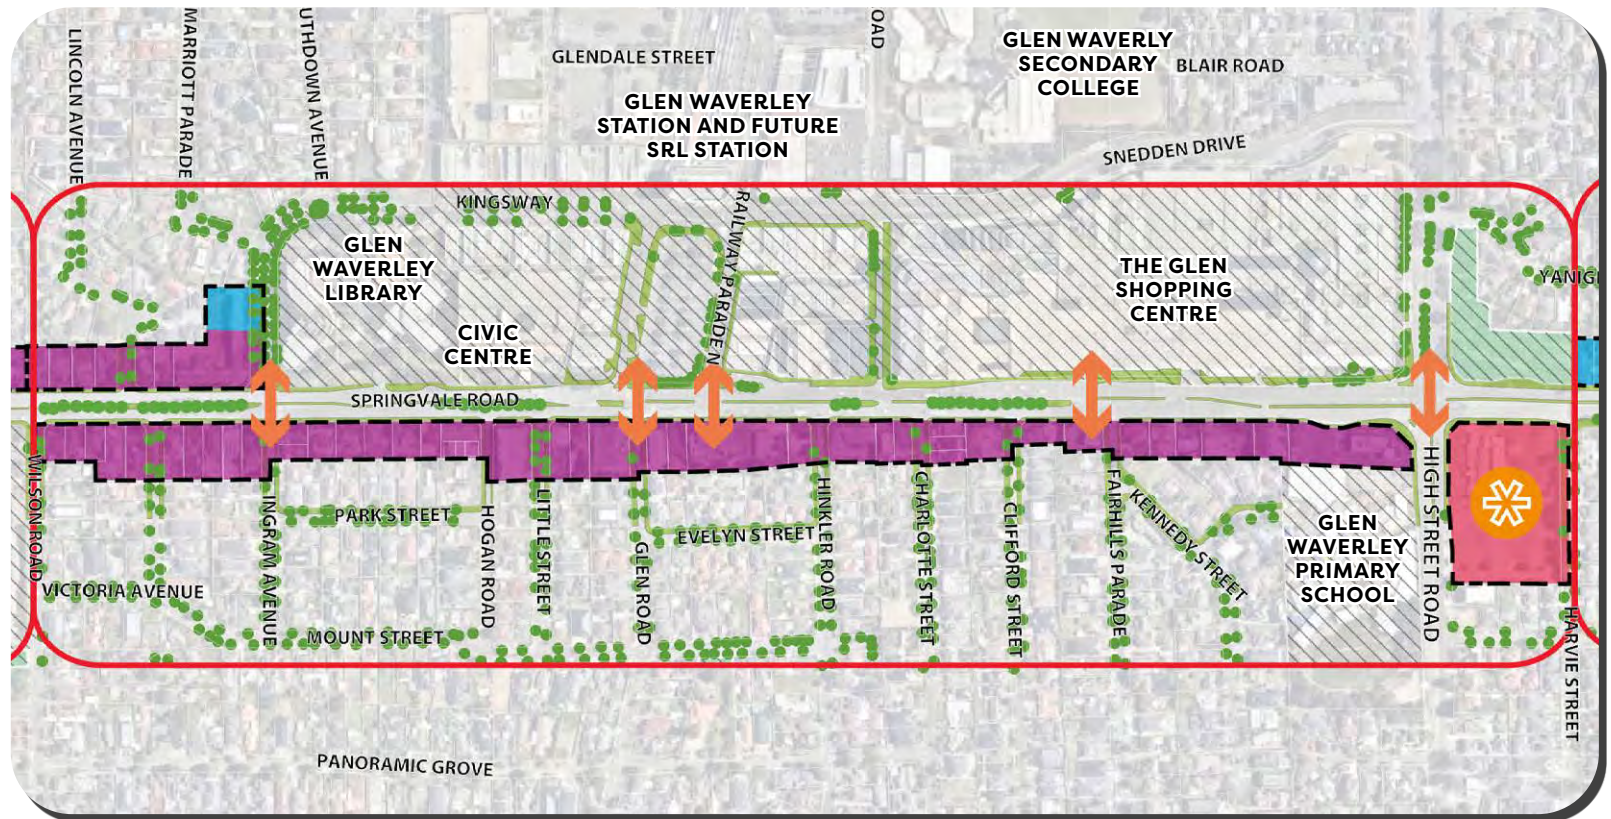 LINCOLN AVENUE
MARRIOTT PARADE
UTHDOWN AVENUE
GLENDALE STREET
OAD
GLEN WAVERLY
SECONDARY
COLLEGE
BLAIR ROAD
GLEN WAVERLEY
STATION AND FUTURE
SRL STATION
SNEDDEN DRIVE
KINGSWAY
RAILWAY PARADE N
GLEN
WAVERLEY
LIBRARY
CIVIC
CENTRE
THE GLEN
SHOPPING
CENTRE
YANIGI
SPRINGVALE ROAD
WILSON ROAD
INGRAM AVENUE
PARK STREET
HOGAN ROAD
LITTLE STREET
GLEN ROAD
EVELYN STREET
HINKLER ROAD
CHARLOTTE STREET
CLIFFORD STREET
FAIRHILLS PARADE
KENNEDY STREET
GLEN
WAVERLEY
PRIMARY
SCHOOL
HIGH STREET ROAD
HARVIE STREET
VICTORIA AVENUE
MOUNT STREET
PANORAMIC GROVE